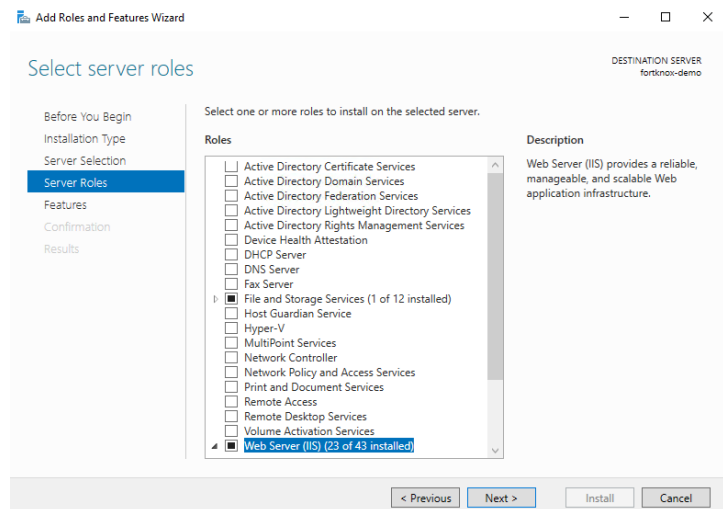 Add Roles and Features Wizard
Select server roles
DESTINATION SERVER
fortknox-demo
Before You Begin
Installation Type
Server Selection
Server Roles
Features
Confirmation
Results
Select one or more roles to install on the selected server.
Roles
Active Directory Certificate Services
Active Directory Domain Services
Active Directory Federation Services
Active Directory Lightweight Directory Services
Active Directory Rights Management Services
Device Health Attestation
DHCP Server
DNS Server
Fax Server
File and Storage Services (1 of 12 installed)
Host Guardian Service
Hyper-V
MultiPoint Services
Network Controller
Network Policy and Access Services
Print and Document Services
Remote Access
Remote Desktop Services
Volume Activation Services
Web Server (IIS) (23 of 43 installed)
Description
Web Server (IIS) provides a reliable,
manageable, and scalable Web
application infrastructure.
< Previous
Next >
Install
Cancel